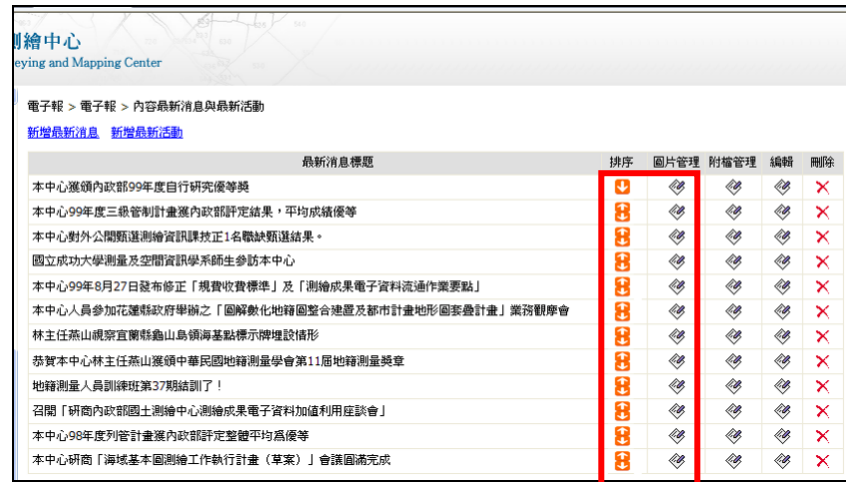 測繪中心
eying and Mapping Center
電子報 > 電子報 > 內容最新消息與最新活動
新增最新消息 新增最新活動
最新消息標題 排序 圖片管理 附檔管理 編輯 刪除
本中心獲頒內政部99年度自行研究優等獎
本中心99年度三級管制計畫獲內政部評定結果，平均成績優等
本中心對外公開甄選測繪資訊課技正1名職缺甄選結果。
國立成功大學測量及空間資訊學系師生參訪本中心
本中心99年8月27日發布修正「規費收費標準」及「測繪成果電子資料流通作業要點」
本中心人員參加花蓮縣政府舉辦之「圖解數化地籍圖整合建置及都市計畫地形圖套疊計畫」業務觀摩會
林主任燕山視察宜蘭縣龜山島領海基點標示牌埋設情形
恭賀本中心林主任燕山獲頒中華民國地籍測量學會第11屆地籍測量獎章
地籍測量人員訓練班第37期結訓了！
召開「研商內政部國土測繪中心測繪成果電子資料加值利用座談會」
本中心98年度列管計畫獲內政部評定整體平均為優等
本中心研商「海域基本圖測繪工作執行計畫（草案）」會議圓滿完成